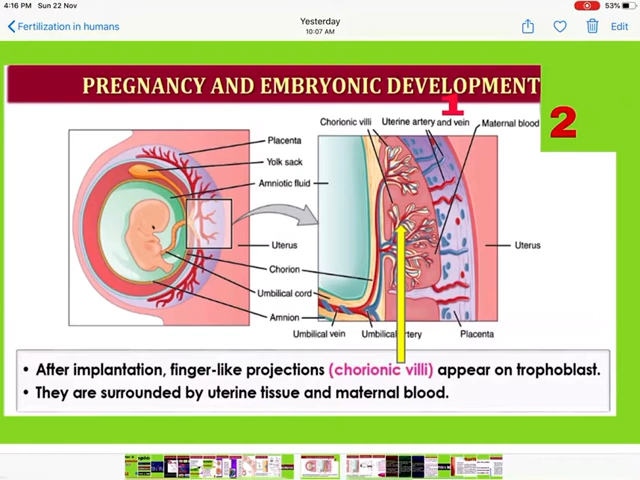 4:16 PM Sun 22 Nov
53%
Fertilization in humans
Yesterday
10:07 AM
Edit
PREGNANCY AND EMBRYONIC DEVELOPMENT
1
2
Chorionic villi
Uterine artery and vein
Maternal blood
Placenta
Yolk sack
Amniotic fluid
Uterus
Uterus
Chorion
Umbilical cord
Amnion
Umbilical vein
Placenta
• After implantation, finger-like projections (chorionic villi) appear on trophoblast.
• They are surrounded by uterine tissue and maternal blood.